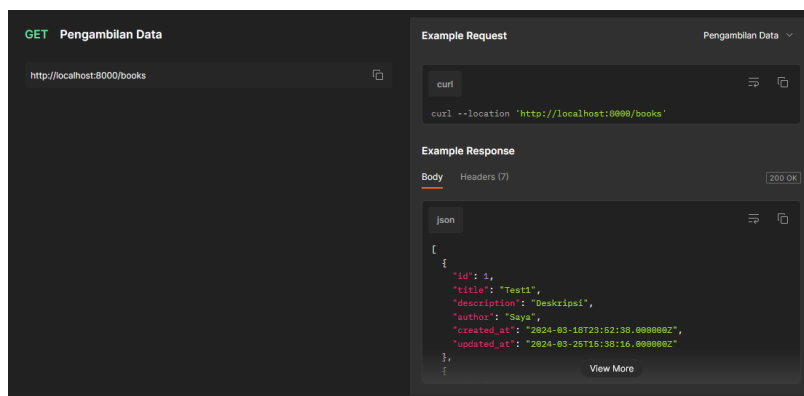 GET Pengambilan Data
http://localhost:8000/books
Example Request
Pengambilan Data
curl
curl --location 'http://localhost:8000/books'
Example Response
Body Headers (7)
200 OK
json
[
{
"id": 1,
"title": "Test1",
"description": "Deskripsi",
"author": "Saya",
"created_at": "2024-03-18T23:52:38.000000Z",
"updated_at": "2024-03-25T15:38:16.000000Z"
},
{
View More